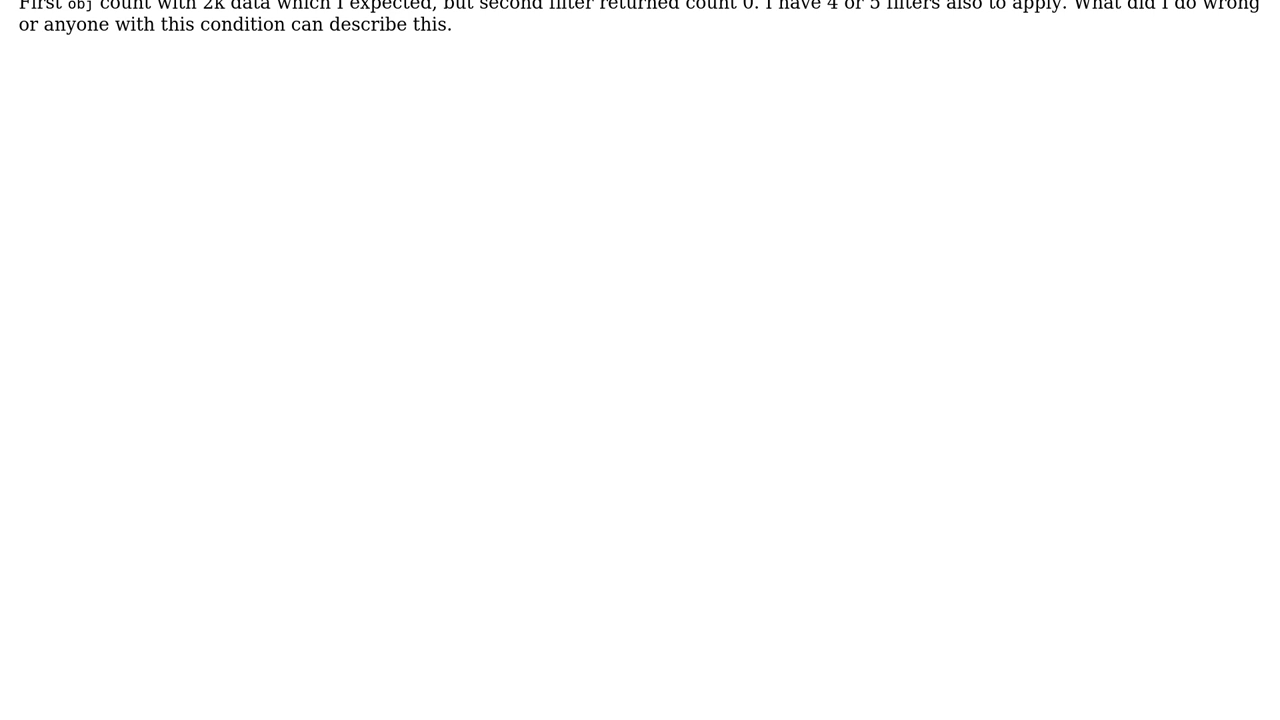 First obj count with 2k data which I expected, but second filter returned count 0. I have 4 or 5 filters also to apply. What did I do wrong
or anyone with this condition can describe this.